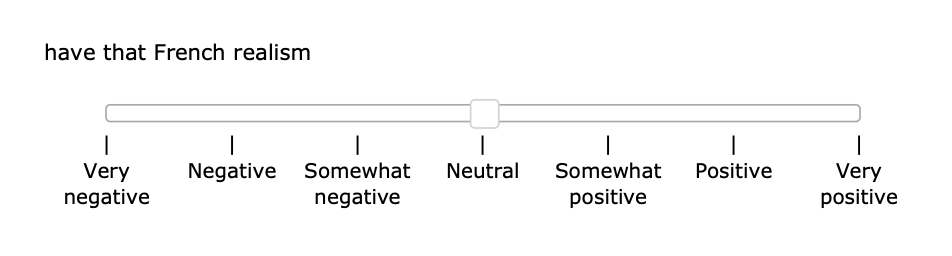 have that French realism
Very negative
Negative
Somewhat negative
Neutral
Somewhat positive
Positive
Very positive